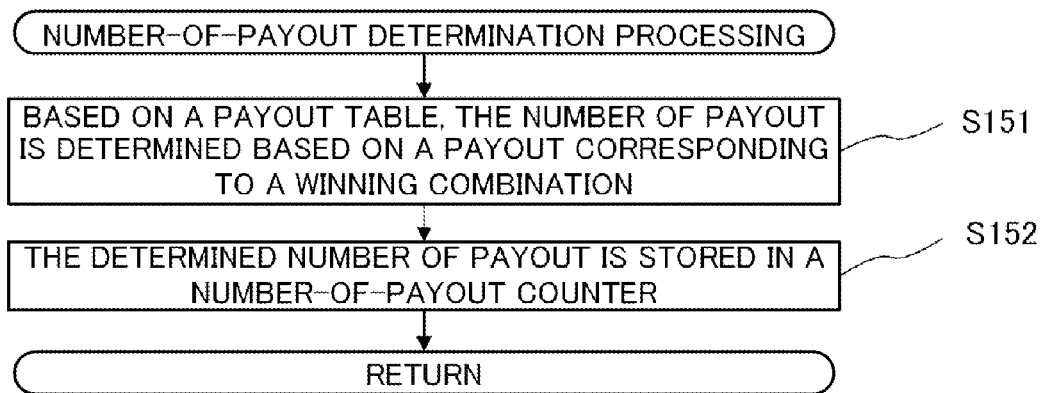 NUMBER-OF-PAYOUT DETERMINATION PROCESSING
BASED ON A PAYOUT TABLE, THE NUMBER OF PAYOUT
IS DETERMINED BASED ON A PAYOUT CORRESPONDING
TO A WINNING COMBINATION
S151
THE DETERMINED NUMBER OF PAYOUT IS STORED IN A
NUMBER-OF-PAYOUT COUNTER
S152
RETURN